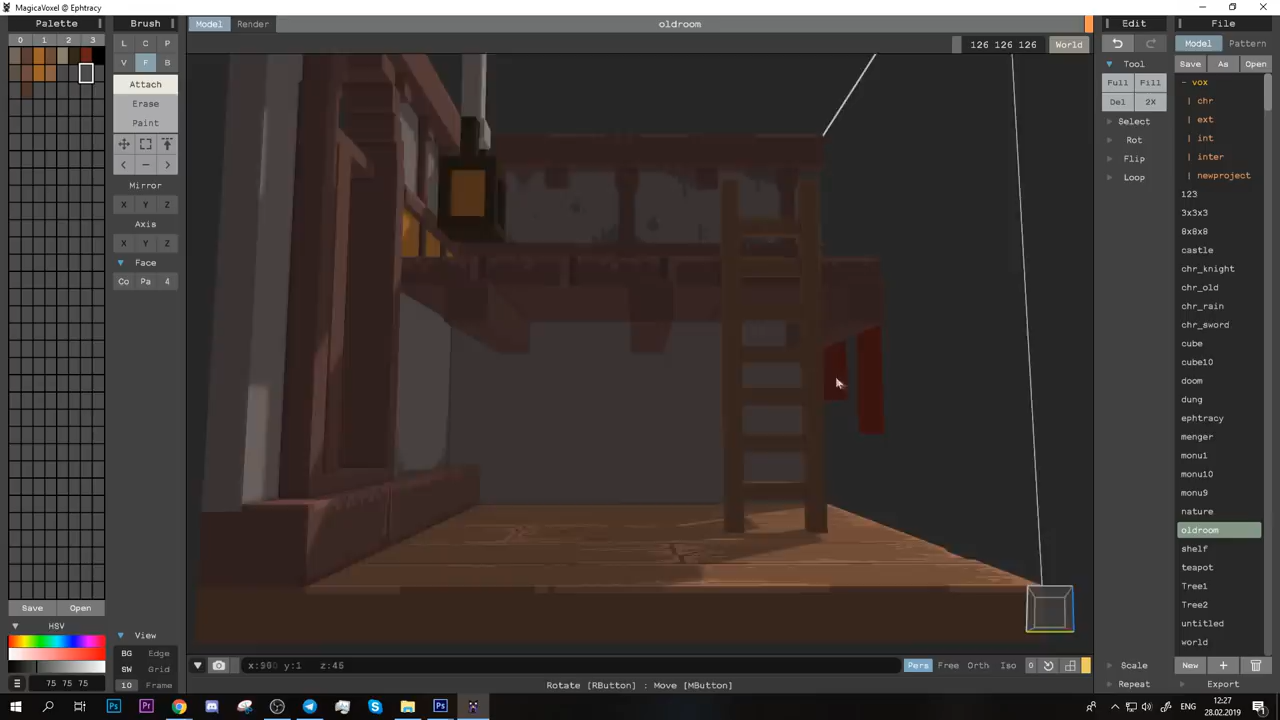 MagicaVoxel @ Ephtracy
Palette
0 1 2 3
Save Open
HSV
75 75 75
Brush
L C P
V F B
Attach
Erase
Paint
< − >
Mirror
X Y Z
Axis
X Y Z
Face
Co Pa 4
View
BG Edge
SW Grid
10 Frame
Model Render oldroom
126 126 126 World
Edit
Tool
Full Fill
Del 2X
Select
Rot
Flip
Loop
Scale
Repeat
File
Model Pattern
Save Aa Open
− vox
| chr
| ext
| int
| inter
| newproject
123
3x3x3
8x8x8
castle
chr_knight
chr_old
chr_rain
chr_sword
cube
cube10
doom
dung
ephtracy
menger
monu1
monu10
monu9
nature
oldroom
shelf
teapot
Tree1
Tree2
untitled
world
New +
Export
y:1 z:45
Pers Free Orth Iso 0
Rotate [RButton] : Move [MButton]
Ps Pr Ps
12:27
28.02.2019